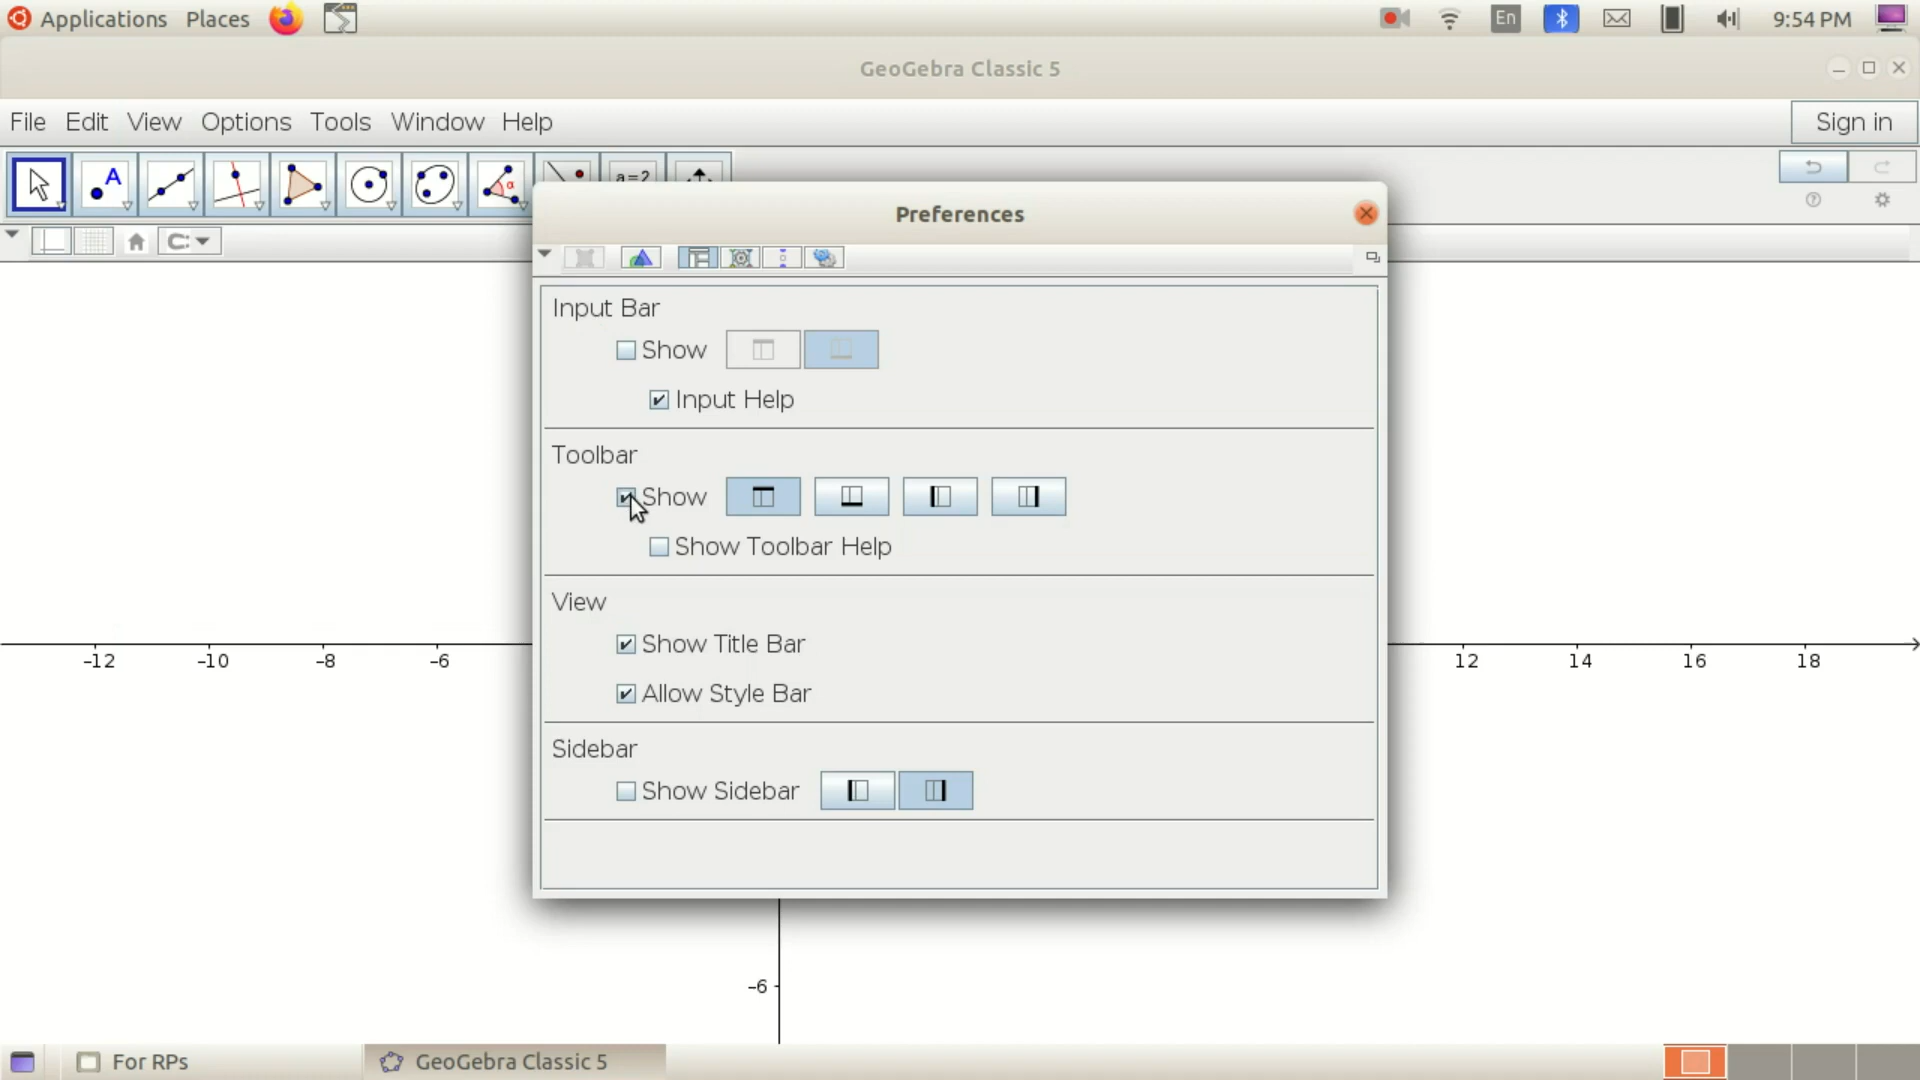 Applications Places En 9:54 PM
GeoGebra Classic 5
File Edit View Options Tools Window Help Sign in
A
α
a=2
Preferences
Input Bar
Show
Input Help
Toolbar
Show
Show Toolbar Help
View
Show Title Bar
Allow Style Bar
-12 -10 -8 -6 12 14 16 18
Sidebar
Show Sidebar
-6
For RPs GeoGebra Classic 5